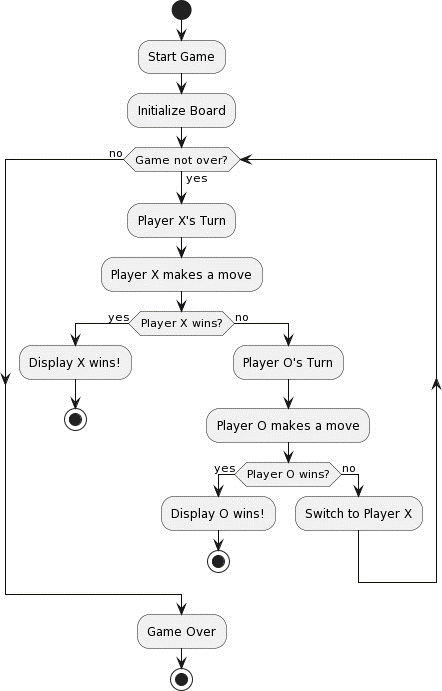 Start Game
Initialize Board
no
Game not over?
yes
Player X's Turn
Player X makes a move
yes
Player X wins?
no
Display X wins!
Player O's Turn
Player O makes a move
yes
Player O wins?
no
Display O wins!
Switch to Player X
Game Over